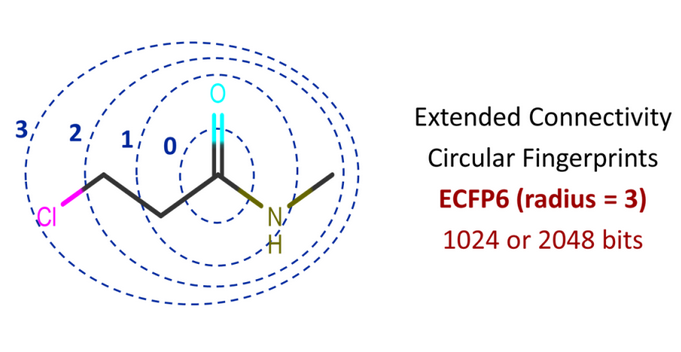 O
3
2
1
0
Cl
N
H
Extended Connectivity
Circular Fingerprints
ECFP6 (radius = 3)
1024 or 2048 bits